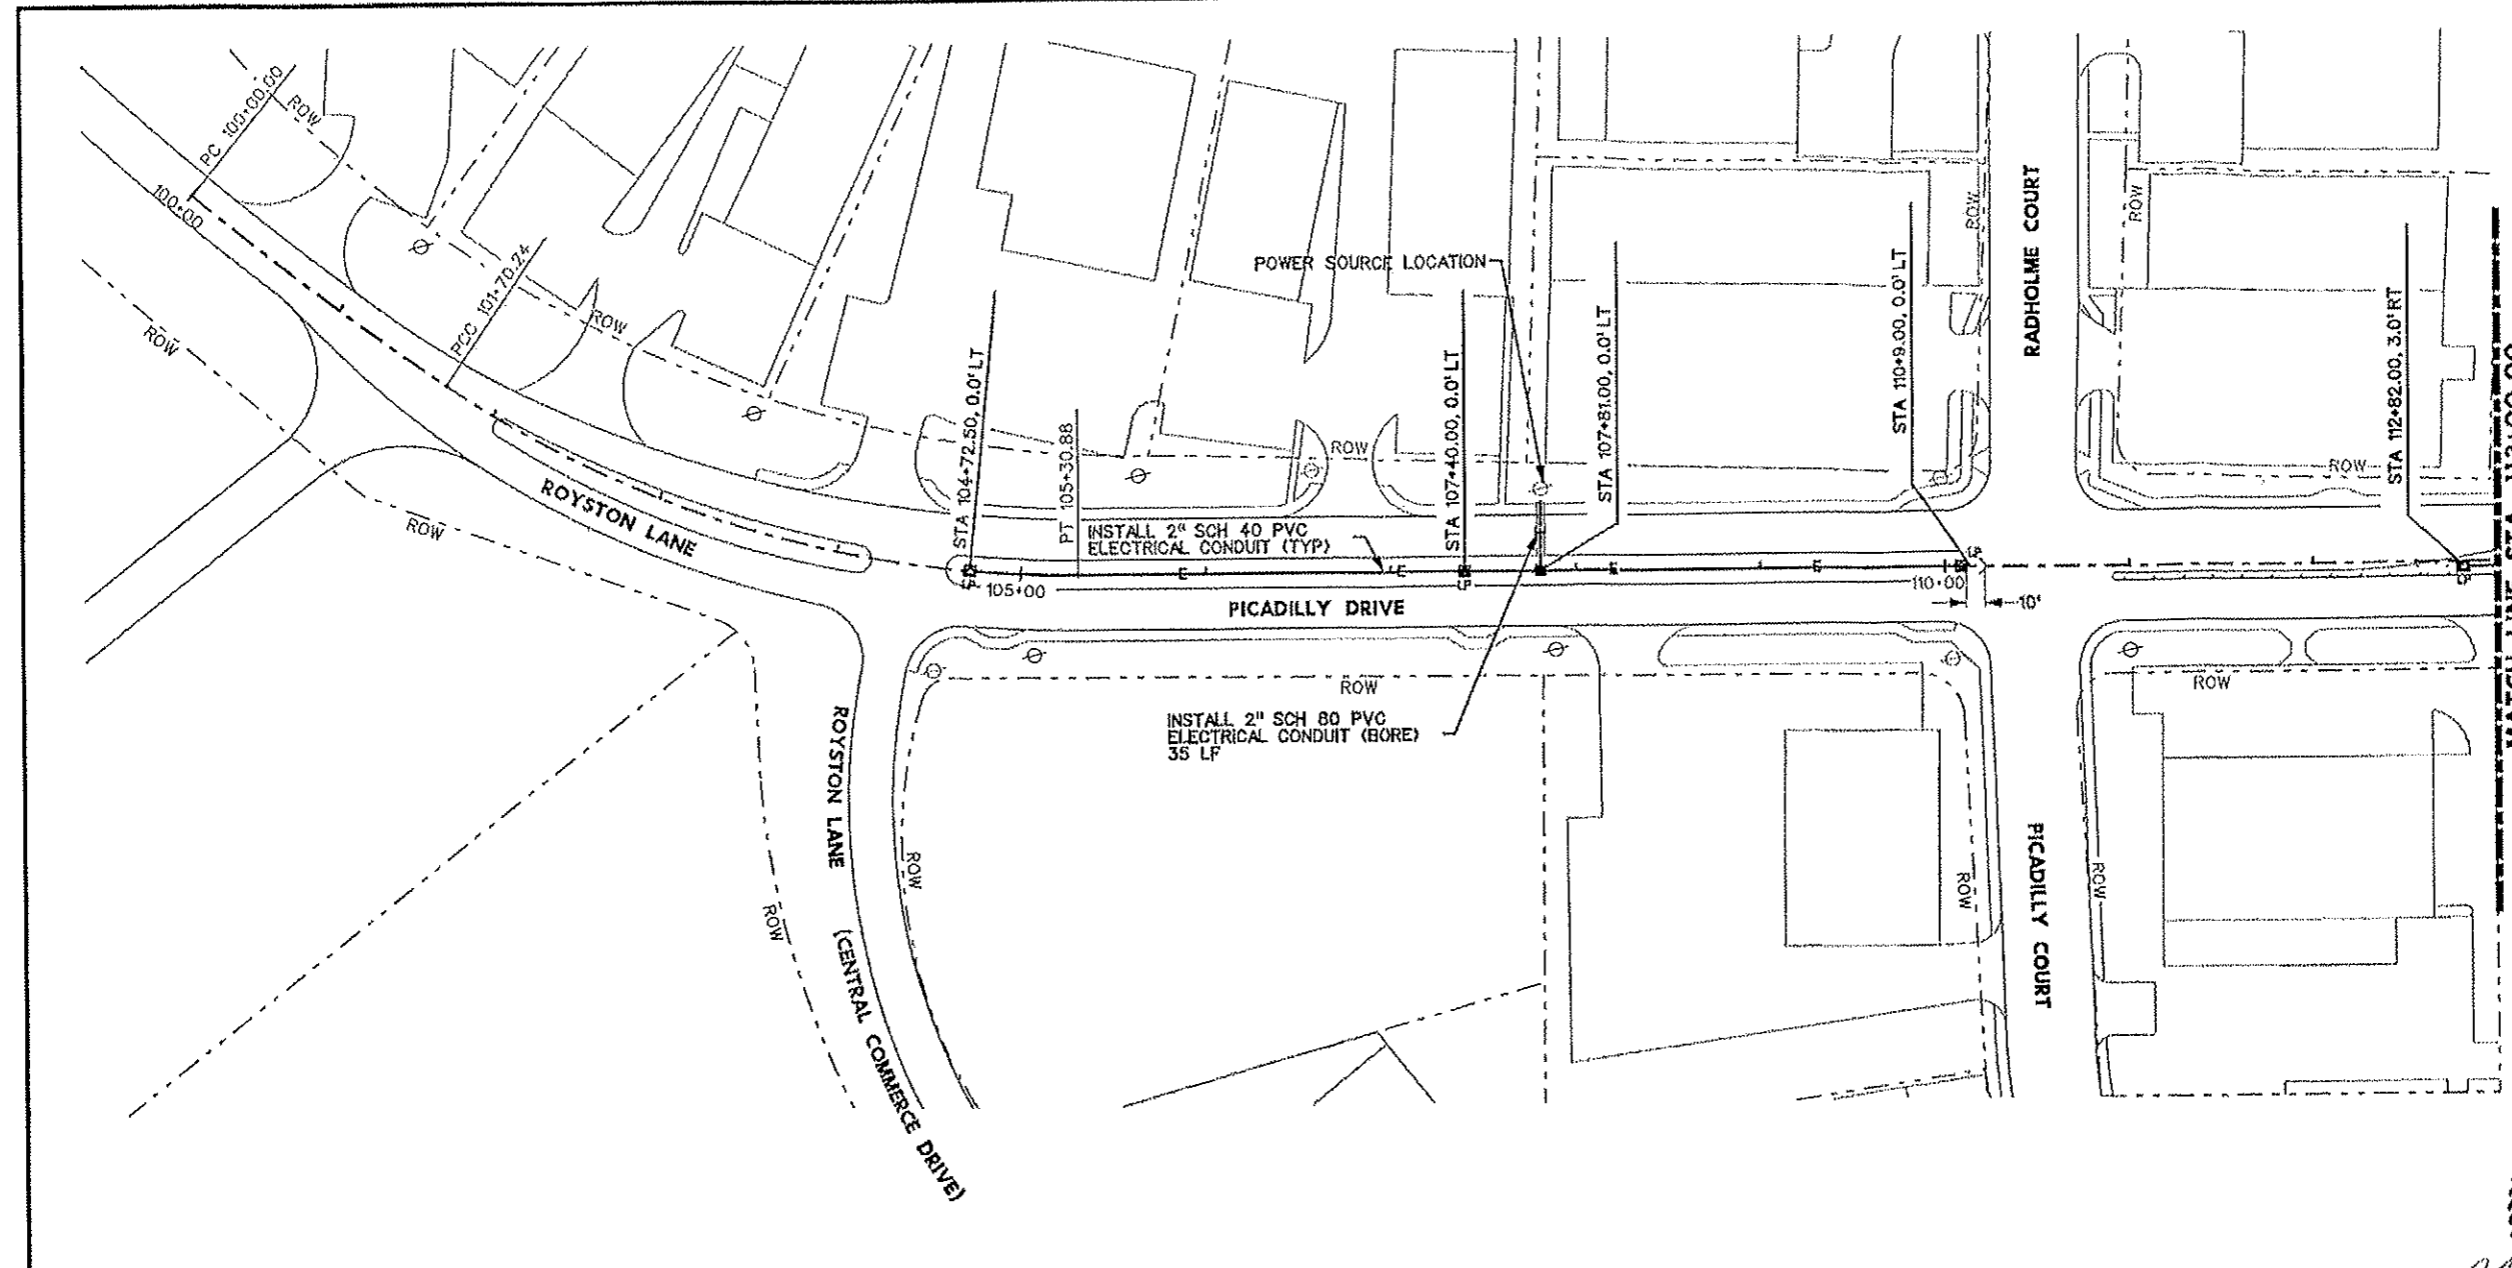 PC 100+00.00
ROW
100+00
ROW
PCC 101+70.24
ROW
ROW
ROYSTON LANE
STA 104+72.50, 0.0' LT
LP
105+00
PT 105+30.88
INSTALL 2" SCH 40 PVC
ELECTRICAL CONDUIT (TYP)
E
E
ROW
STA 107+40.00, 0.0' LT
LP
POWER SOURCE LOCATION
STA 107+81.00, 0.0' LT
E
E
PICADILLY DRIVE
INSTALL 2" SCH 80 PVC
ELECTRICAL CONDUIT (BORE)
35 LF
ROW
STA 110+9.00, 0.0' LT
LP
110+00
10'
ROW
RADHOLME COURT
ROW
ROW
STA 112+82.00, 3.0' RT
LP
ROW
ROYSTON LANE
(CENTRAL COMMERCE DRIVE)
ROW
ROW
ROW
PICADILLY COURT
ROW